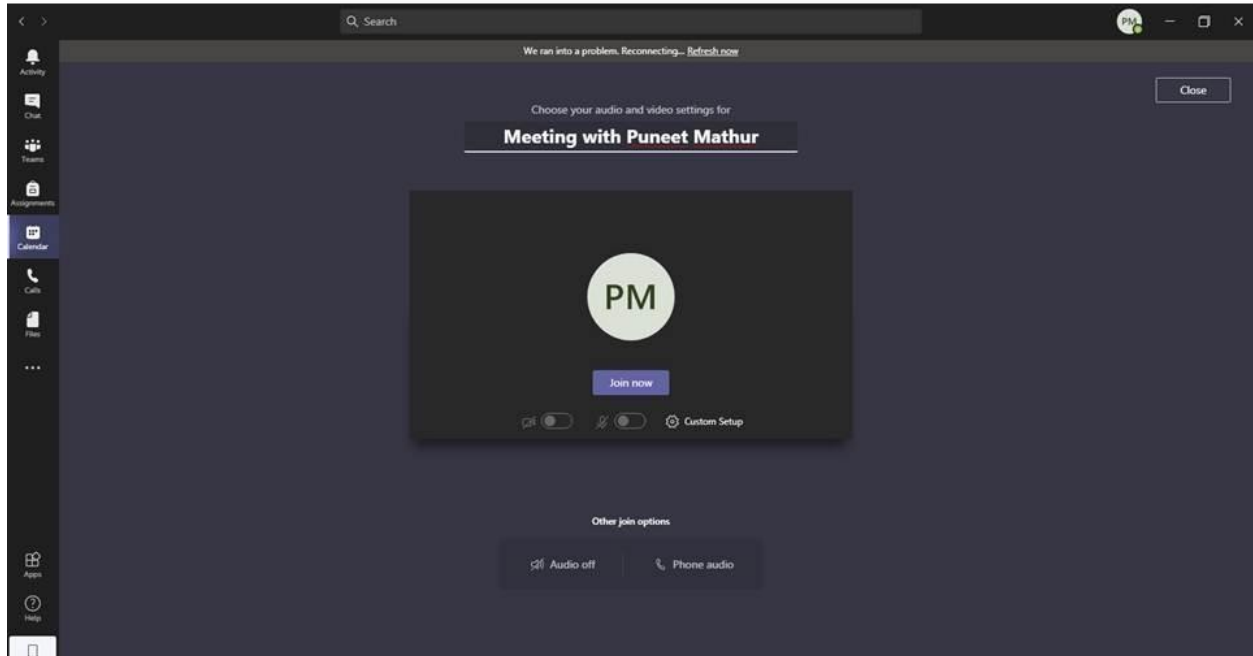 Search
PM
We ran into a problem. Reconnecting... Refresh now
Activity
Chat
Teams
Assignments
Calendar
Calls
Files
Close
Choose your audio and video settings for
Meeting with Puneet Mathur
PM
Join now
Custom Setup
Other join options
Audio off
Phone audio
Apps
Help